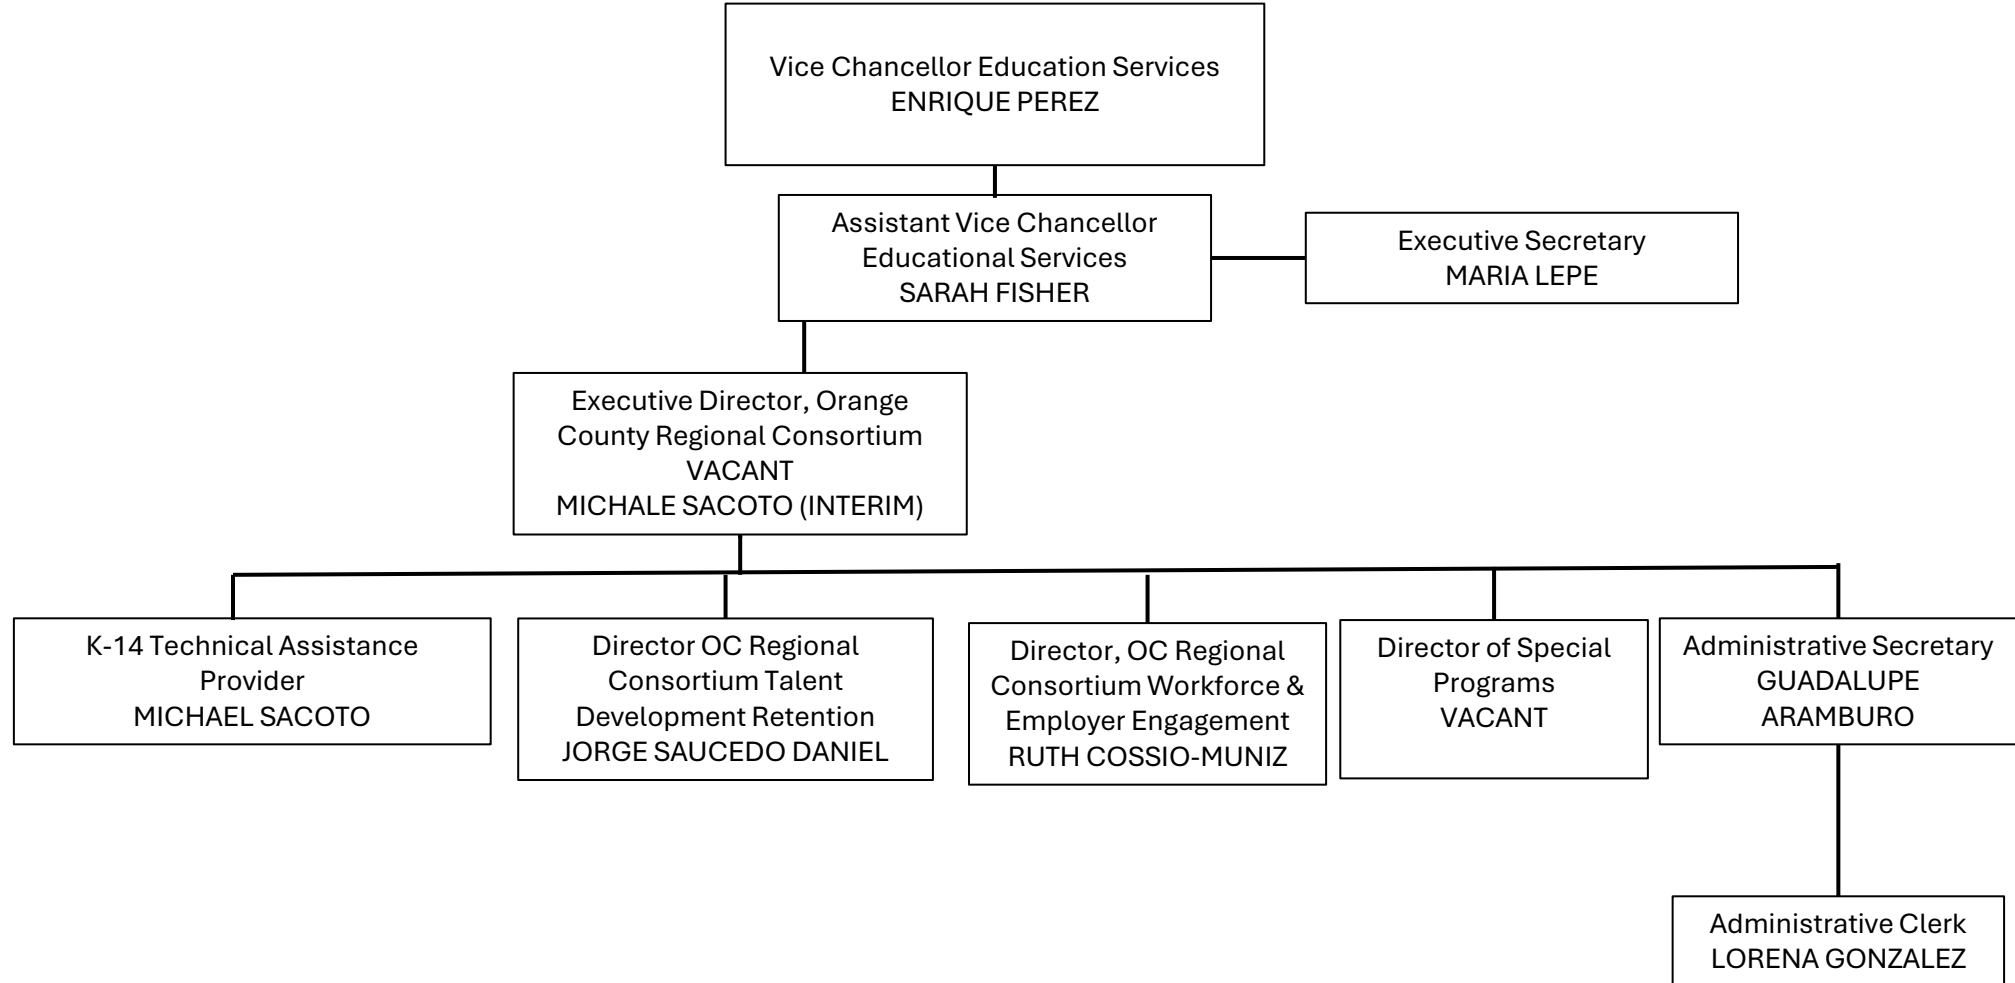 Vice Chancellor Education Services
ENRIQUE PEREZ
Assistant Vice Chancellor
Educational Services
SARAH FISHER
Executive Secretary
MARIA LEPE
Executive Director, Orange
County Regional Consortium
VACANT
MICHALE SACOTO (INTERIM)
K-14 Technical Assistance
Provider
MICHAEL SACOTO
Director OC Regional
Consortium Talent
Development Retention
JORGE SAUCEDO DANIEL
Director, OC Regional
Consortium Workforce &
Employer Engagement
RUTH COSSIO-MUNIZ
Director of Special
Programs
VACANT
Administrative Secretary
GUADALUPE
ARAMBURO
Administrative Clerk
LORENA GONZALEZ